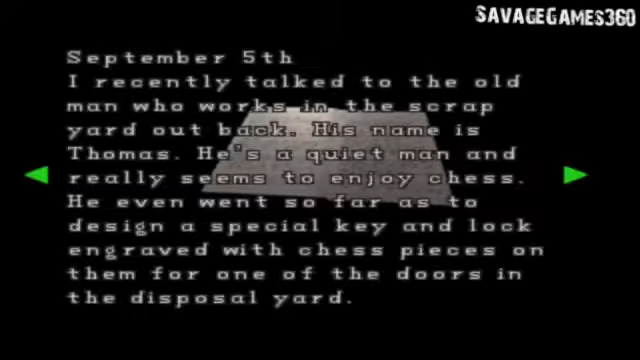 SAVAGEGAMES360
September 5th
I recently talked to the old
man who works in the scrap
yard out back. His name is
Thomas. He's a quiet man and
really seems to enjoy chess.
He even went so far as to
design a special key and lock
engraved with chess pieces on
them for one of the doors in
the disposal yard.